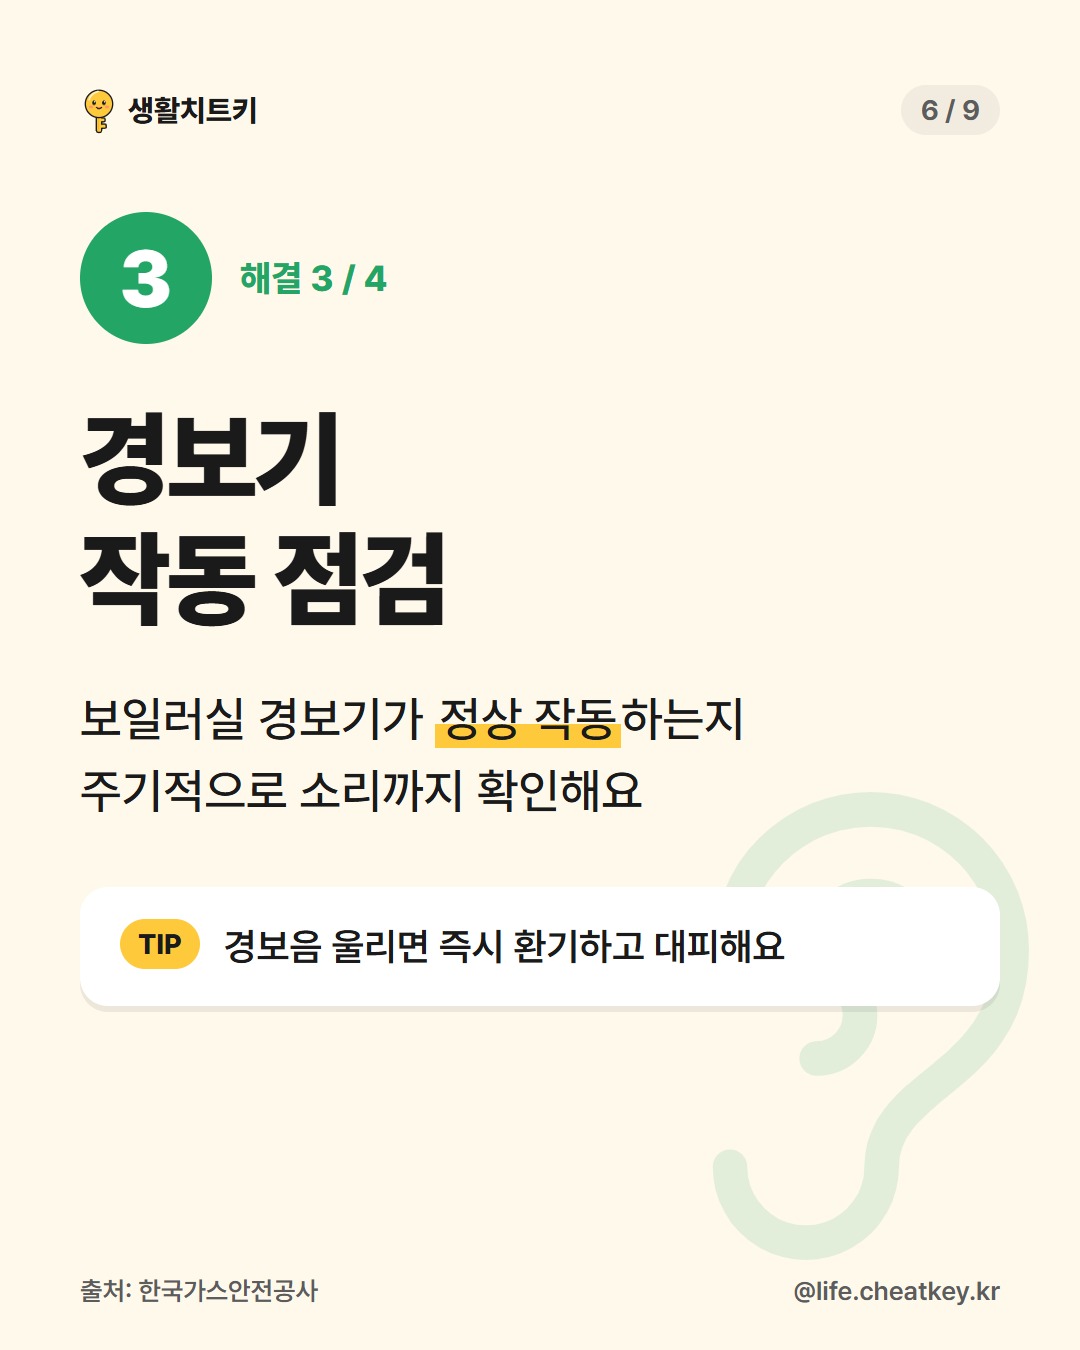 생활치트키
6 / 9
3
해결 3 / 4
경보기
작동 점검
보일러실 경보기가 정상 작동하는지
주기적으로 소리까지 확인해요
TIP 경보음 울리면 즉시 환기하고 대피해요
출처: 한국가스안전공사
@life.cheatkey.kr